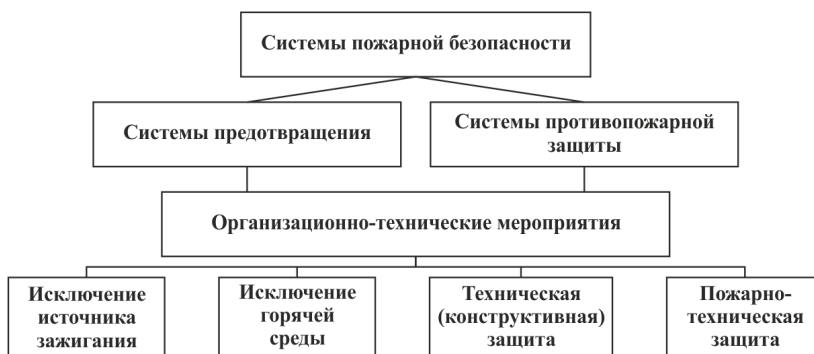 Системы пожарной безопасности
Системы предотвращения
Системы противопожарной
защиты
Организационно-технические мероприятия
Исключение
источника
зажигания
Исключение
горячей
среды
Техническая
(конструктивная)
защита
Пожарно-
техническая
защита